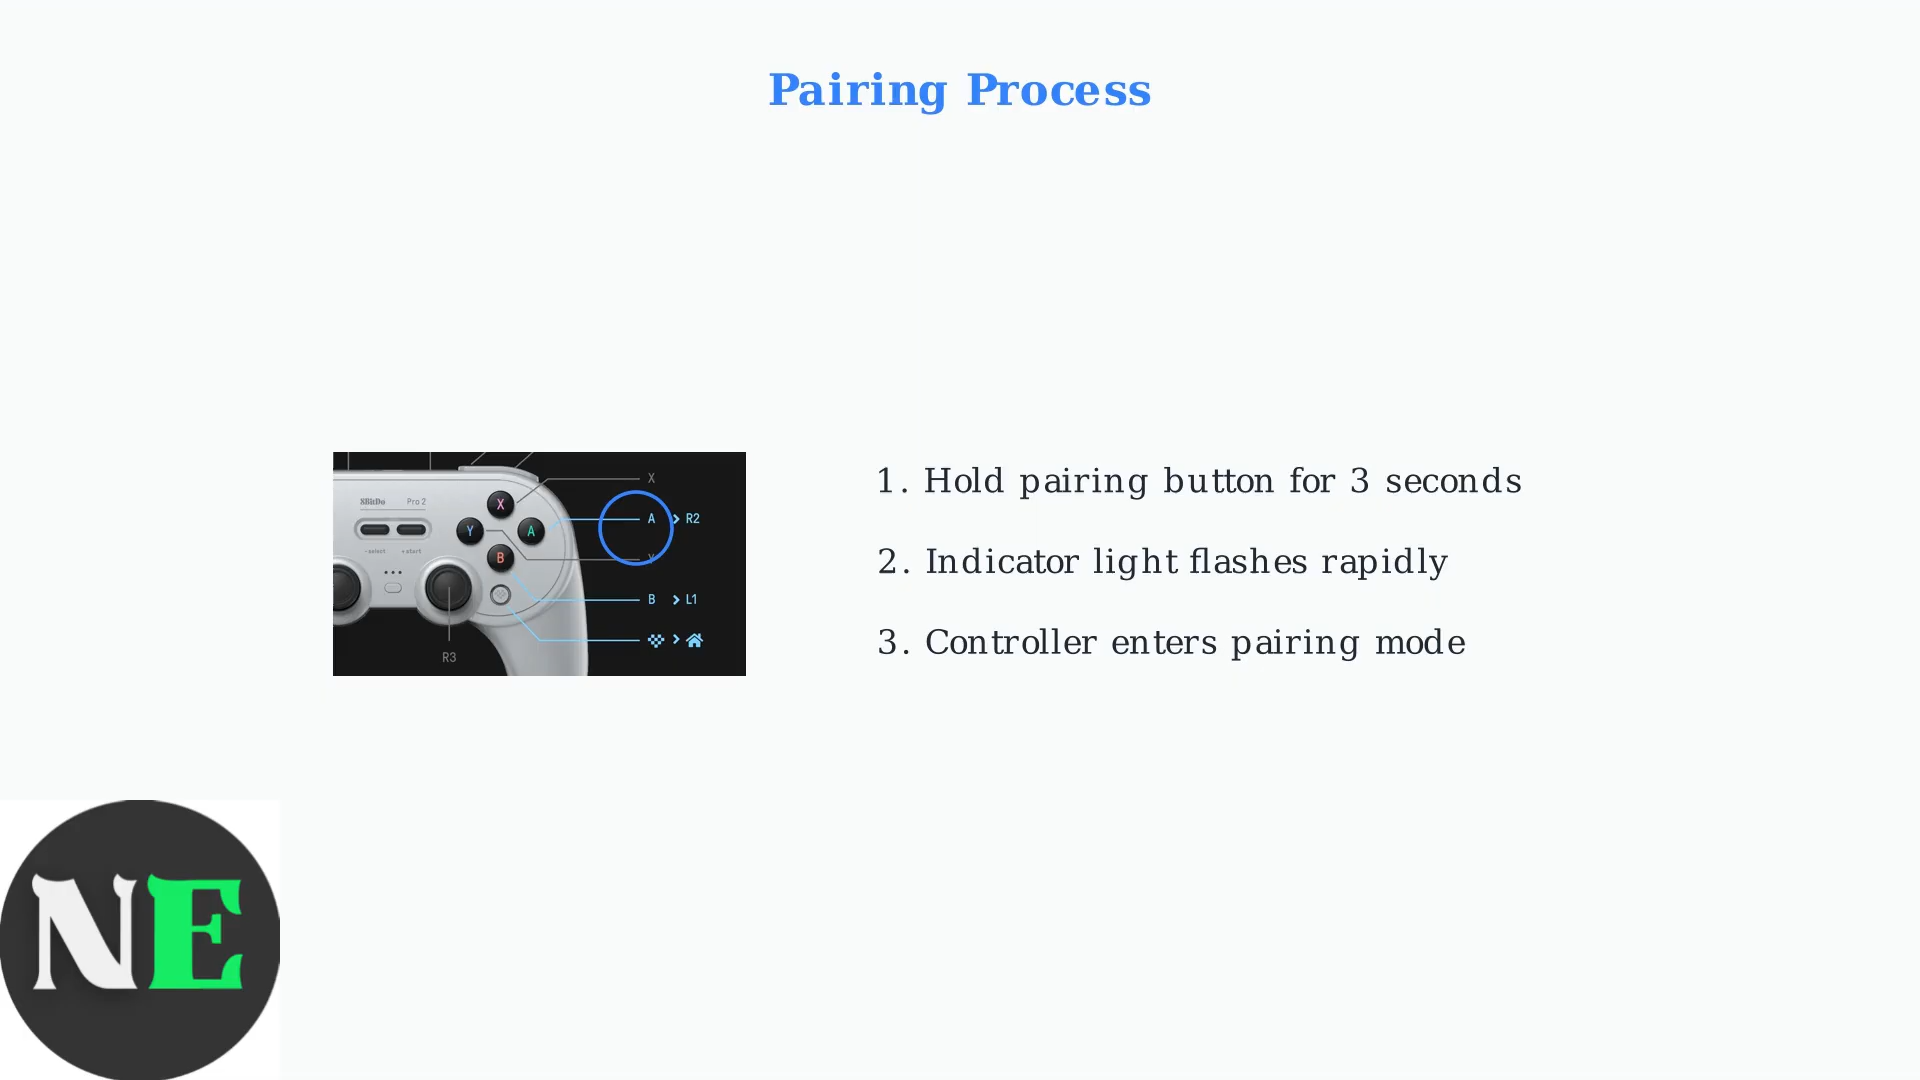 Pairing Process
8BitDo Pro 2
X
Y
A
B
- select + start
R3
X
A > R2
Y
B > L1
1. Hold pairing button for 3 seconds
2. Indicator light flashes rapidly
3. Controller enters pairing mode
NE